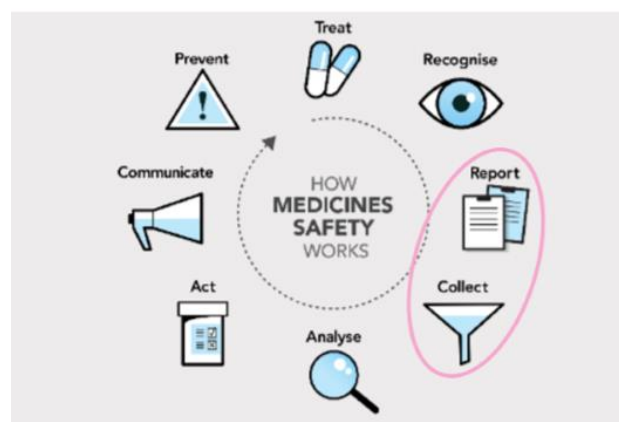 Treat
Recognise
Report
Collect
Analyse
Act
Communicate
Prevent
HOW
MEDICINES
SAFETY
WORKS